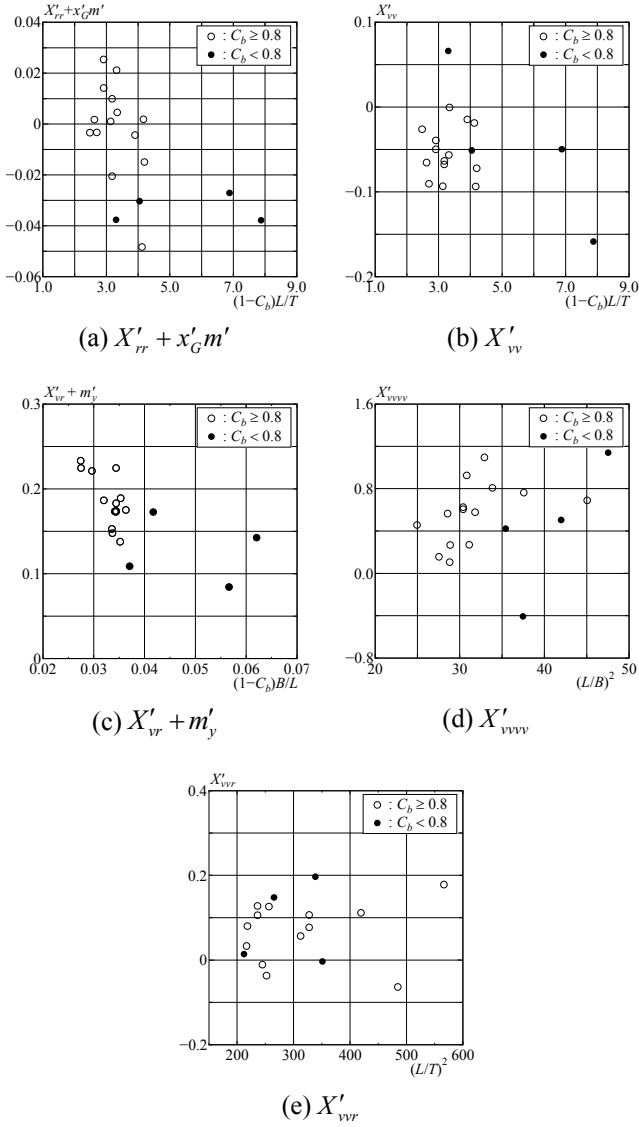 X′rr+x′Gm′
0.04
0.02
0
−0.02
−0.04
−0.06
○ : Cb ≥ 0.8
● : Cb < 0.8
1.0 3.0 5.0 7.0 9.0
(1−Cb)L/T
(a) X′rr + x′Gm′
X′vv
0.1
0
−0.1
−0.2
○ : Cb ≥ 0.8
● : Cb < 0.8
1.0 3.0 5.0 7.0 9.0
(1−Cb)L/T
(b) X′vv
X′vr + m′y
0.3
0.2
0.1
0
○ : Cb ≥ 0.8
● : Cb < 0.8
0.02 0.03 0.04 0.05 0.06 0.07
(1−Cb)B/L
(c) X′vr + m′y
X′vvvv
1.6
0.8
0.0
−0.8
○ : Cb ≥ 0.8
● : Cb < 0.8
20 30 40 50
(L/B)²
(d) X′vvvv
X′vvr
0.4
0.2
0
−0.2
○ : Cb ≥ 0.8
● : Cb < 0.8
200 300 400 500 600
(L/T)²
(e) X′vvr